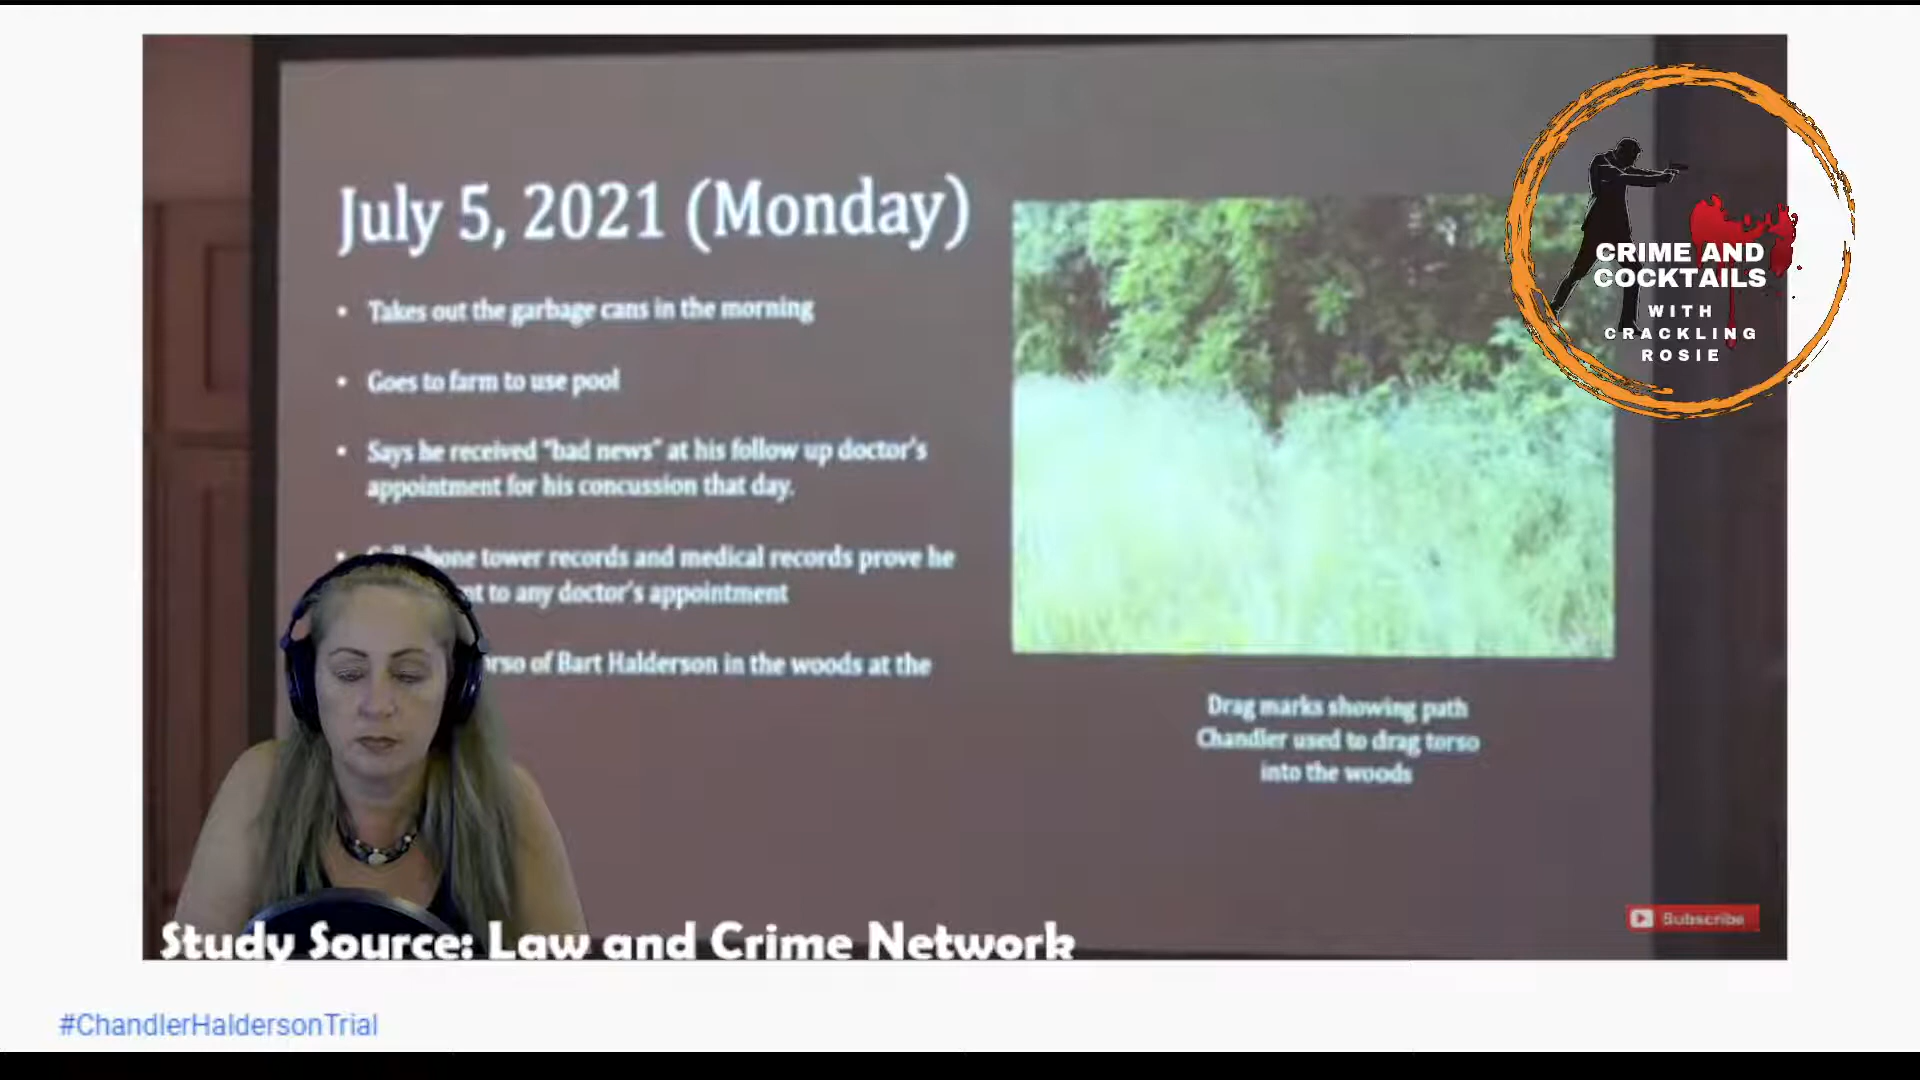 July 5, 2021 (Monday)
• Takes out the garbage cans in the morning
• Goes to farm to use pool
• Says he received "bad news" at his follow up doctor's
appointment for his concussion that day.
• tower records and medical records prove he
to any doctor's appointment
of Bart Halderson in the woods at the
Drag marks showing path
Chandler used to drag torso
into the woods
CRIME AND
COCKTAILS
WITH
CRACKLING
ROSIE
Subscribe
Study Source: Law and Crime Network
#ChandlerHaldersonTrial